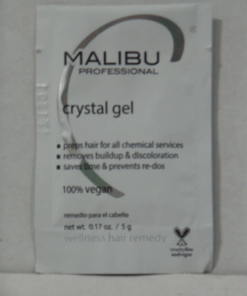 MALIBU
PROFESSIONAL
crystal gel
• preps hair for all chemical services
• removes buildup & discoloration
• saves time & prevents re-dos
100% vegan
remedio para el cabello
net wt. 0.17 oz. / 5 g
wellness hair remedy